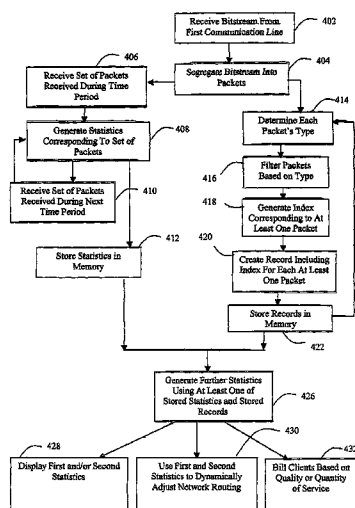 Receive Bitstream From
First Communication Line
402
406
Receive Set of Packets
Received During Time
Period
Segregate Bitstream Into
Packets
404
Generate Statistics
Corresponding To Set of
Packets
408
Determine Each
Packet's Type
414
416
Filter Packets
Based on Type
Receive Set of Packets
Received During Next
Time Period
410
418
Generate Index
Corresponding to At
Least One Packet
412
Store Statistics in
Memory
420
Create Record Including
Index For Each At Least
One Packet
Store Records in
Memory
422
Generate Further Statistics
Using At Least One of
Stored Statistics and Stored
Records
426
428
Display First and/or Second
Statistics
430
Use First and Second
Statistics to Dynamically
Adjust Network Routing
432
Bill Clients Based on
Quality or Quantity
of Service